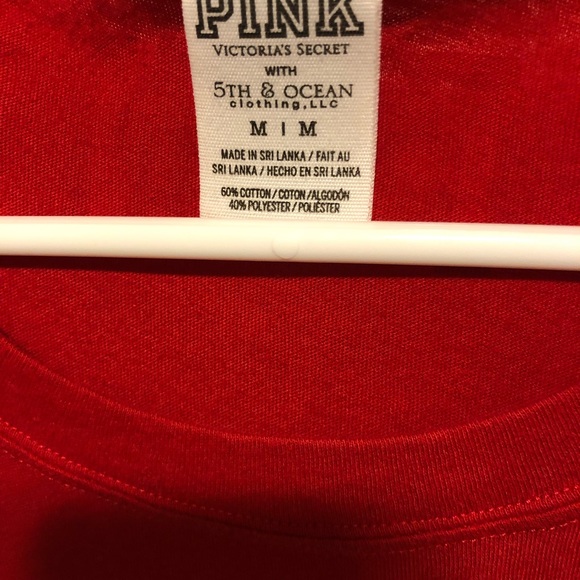 PINK
VICTORIA'S SECRET
WITH
5TH & OCEAN
clothing,LLC
M | M
MADE IN SRI LANKA / FAIT AU
SRI LANKA / HECHO EN SRI LANKA
60% COTTON / COTON /ALGODÓN
40% POLYESTER / POLIÉSTER